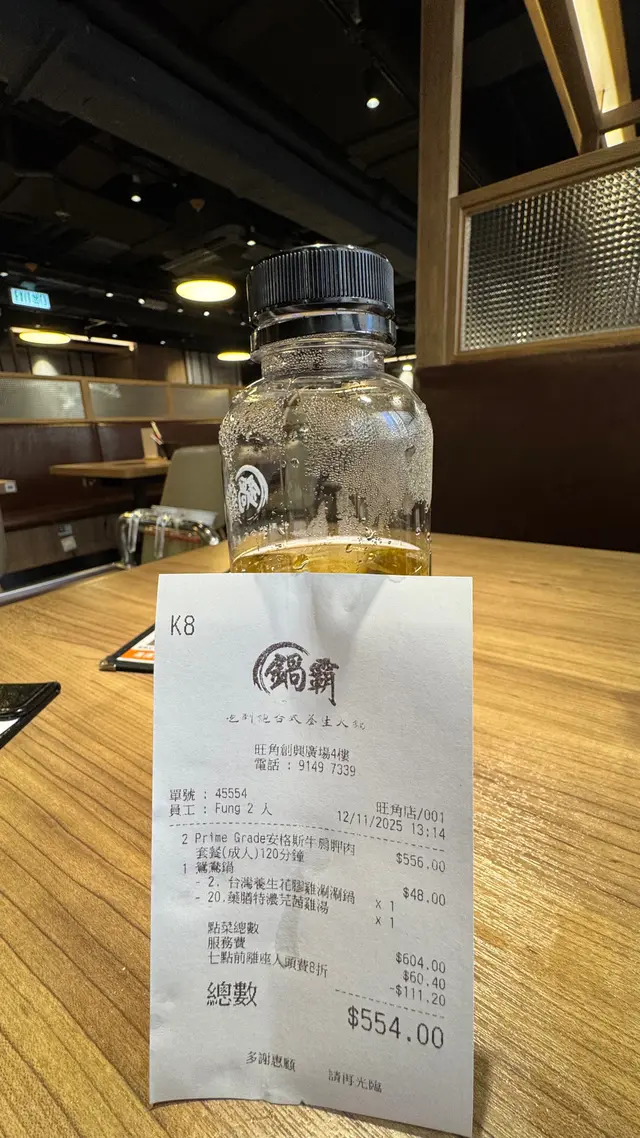 鍋
K8
鍋霸
旺角創興廣場4樓
電話 : 9149 7339
單號 : 45554
員工 : Fung 2 人
旺角店/001
12/11/2025 13:14
2 Prime Grade安格斯牛肩胛肉
套餐(成人)120分鐘
$556.00
1 鴛鴦鍋
$48.00
- 2. 台灣養生花膠雞涮涮鍋 x 1
- 20.藥膳特濃芫茜雞湯 x 1
點菜總數 $604.00
服務費 $60.40
七點前離座人頭費8折 -$111.20
總數 $554.00
多謝惠顧 請再光臨